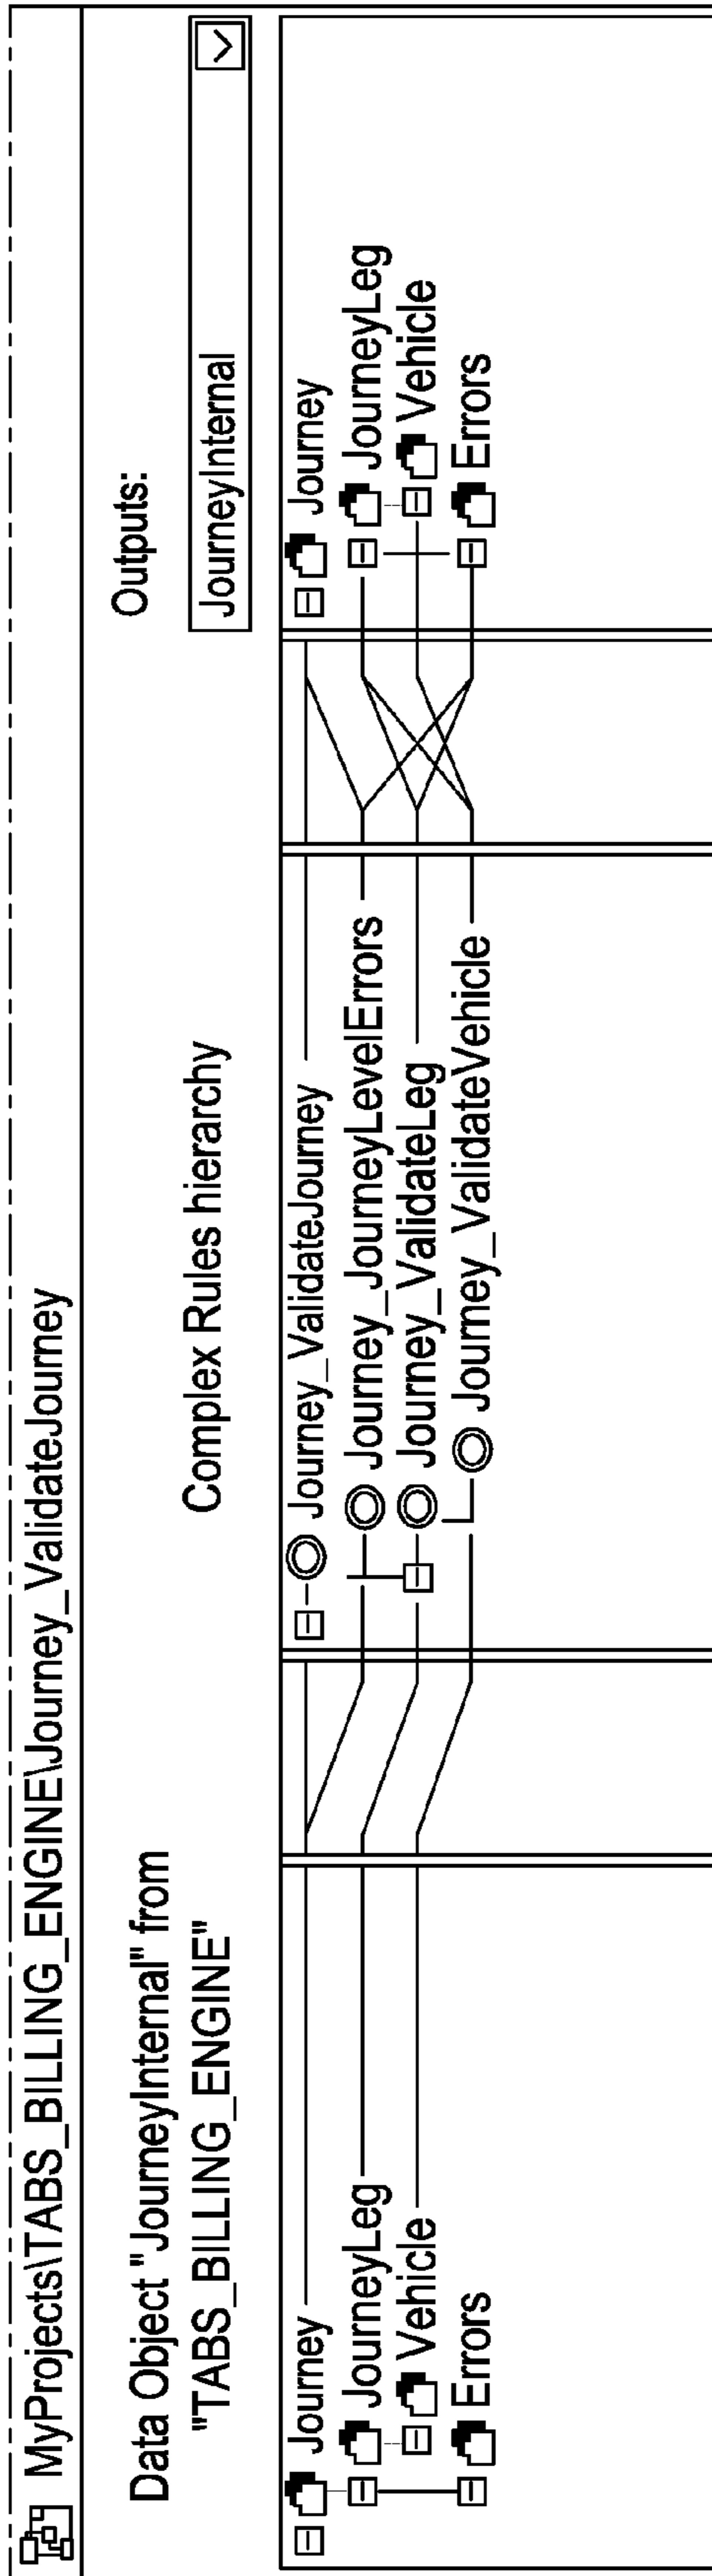 MyProjects\TABS_BILLING_ENGINE\Journey_ValidateJourney
Data Object "JourneyInternal" from
"TABS_BILLING_ENGINE"
Complex Rules hierarchy
Outputs:
JourneyInternal
Journey
JourneyLeg
Vehicle
Errors
Journey_ValidateJourney
Journey_JourneyLevelErrors
Journey_ValidateLeg
Journey_ValidateVehicle
Journey
JourneyLeg
Vehicle
Errors